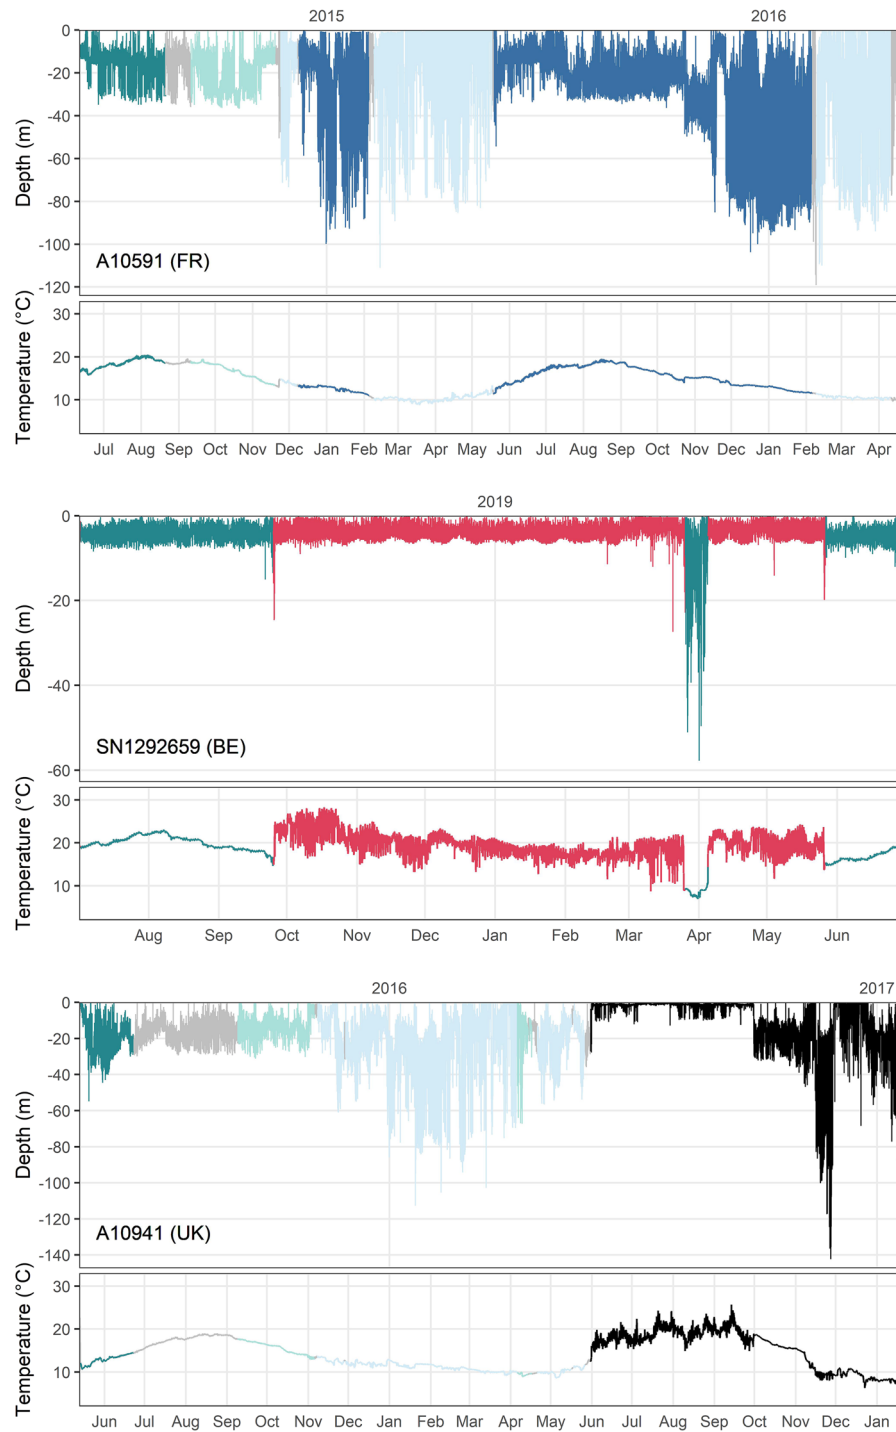 2015 2016
Depth (m)
0
-20
-40
-60
-80
-100
-120
A10591 (FR)
Temperature (°C)
30
20
10
Jul Aug Sep Oct Nov Dec Jan Feb Mar Apr May Jun Jul Aug Sep Oct Nov Dec Jan Feb Mar Apr
2019
Depth (m)
0
-20
-40
-60
SN1292659 (BE)
Temperature (°C)
30
20
10
Aug Sep Oct Nov Dec Jan Feb Mar Apr May Jun
2016 2017
Depth (m)
0
-20
-40
-60
-80
-100
-120
-140
A10941 (UK)
Temperature (°C)
30
20
10
Jun Jul Aug Sep Oct Nov Dec Jan Feb Mar Apr May Jun Jul Aug Sep Oct Nov Dec Jan